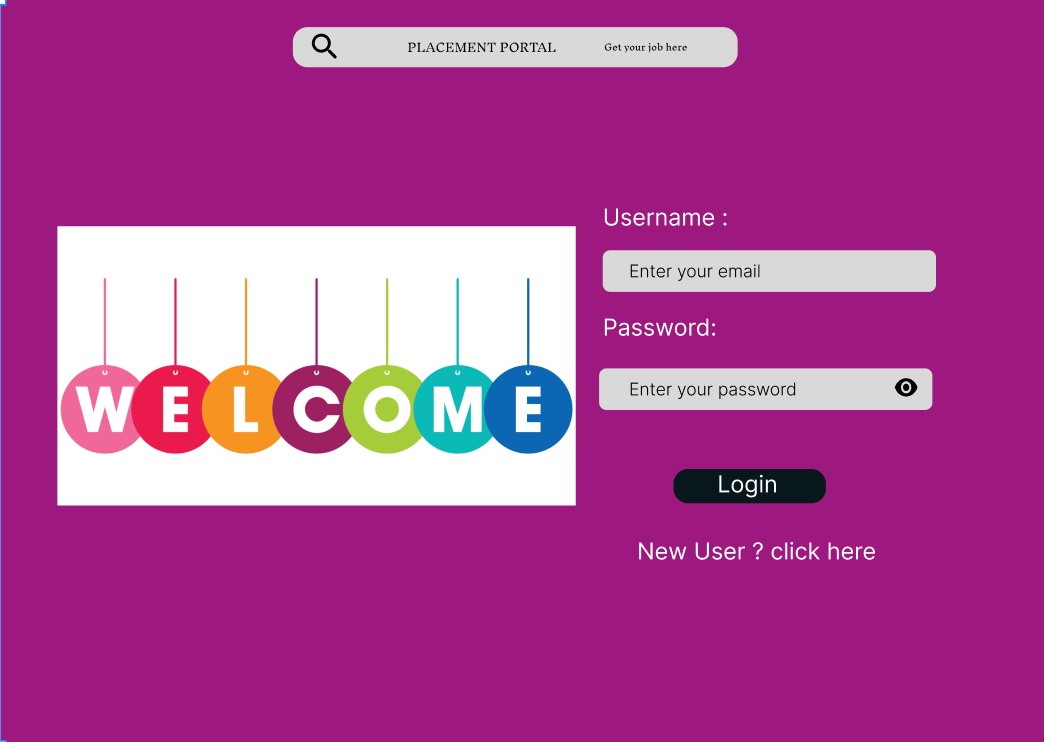 PLACEMENT PORTAL Get your job here
Username :
Enter your email
Password:
Enter your password
WELCOME
Login
New User ? click here